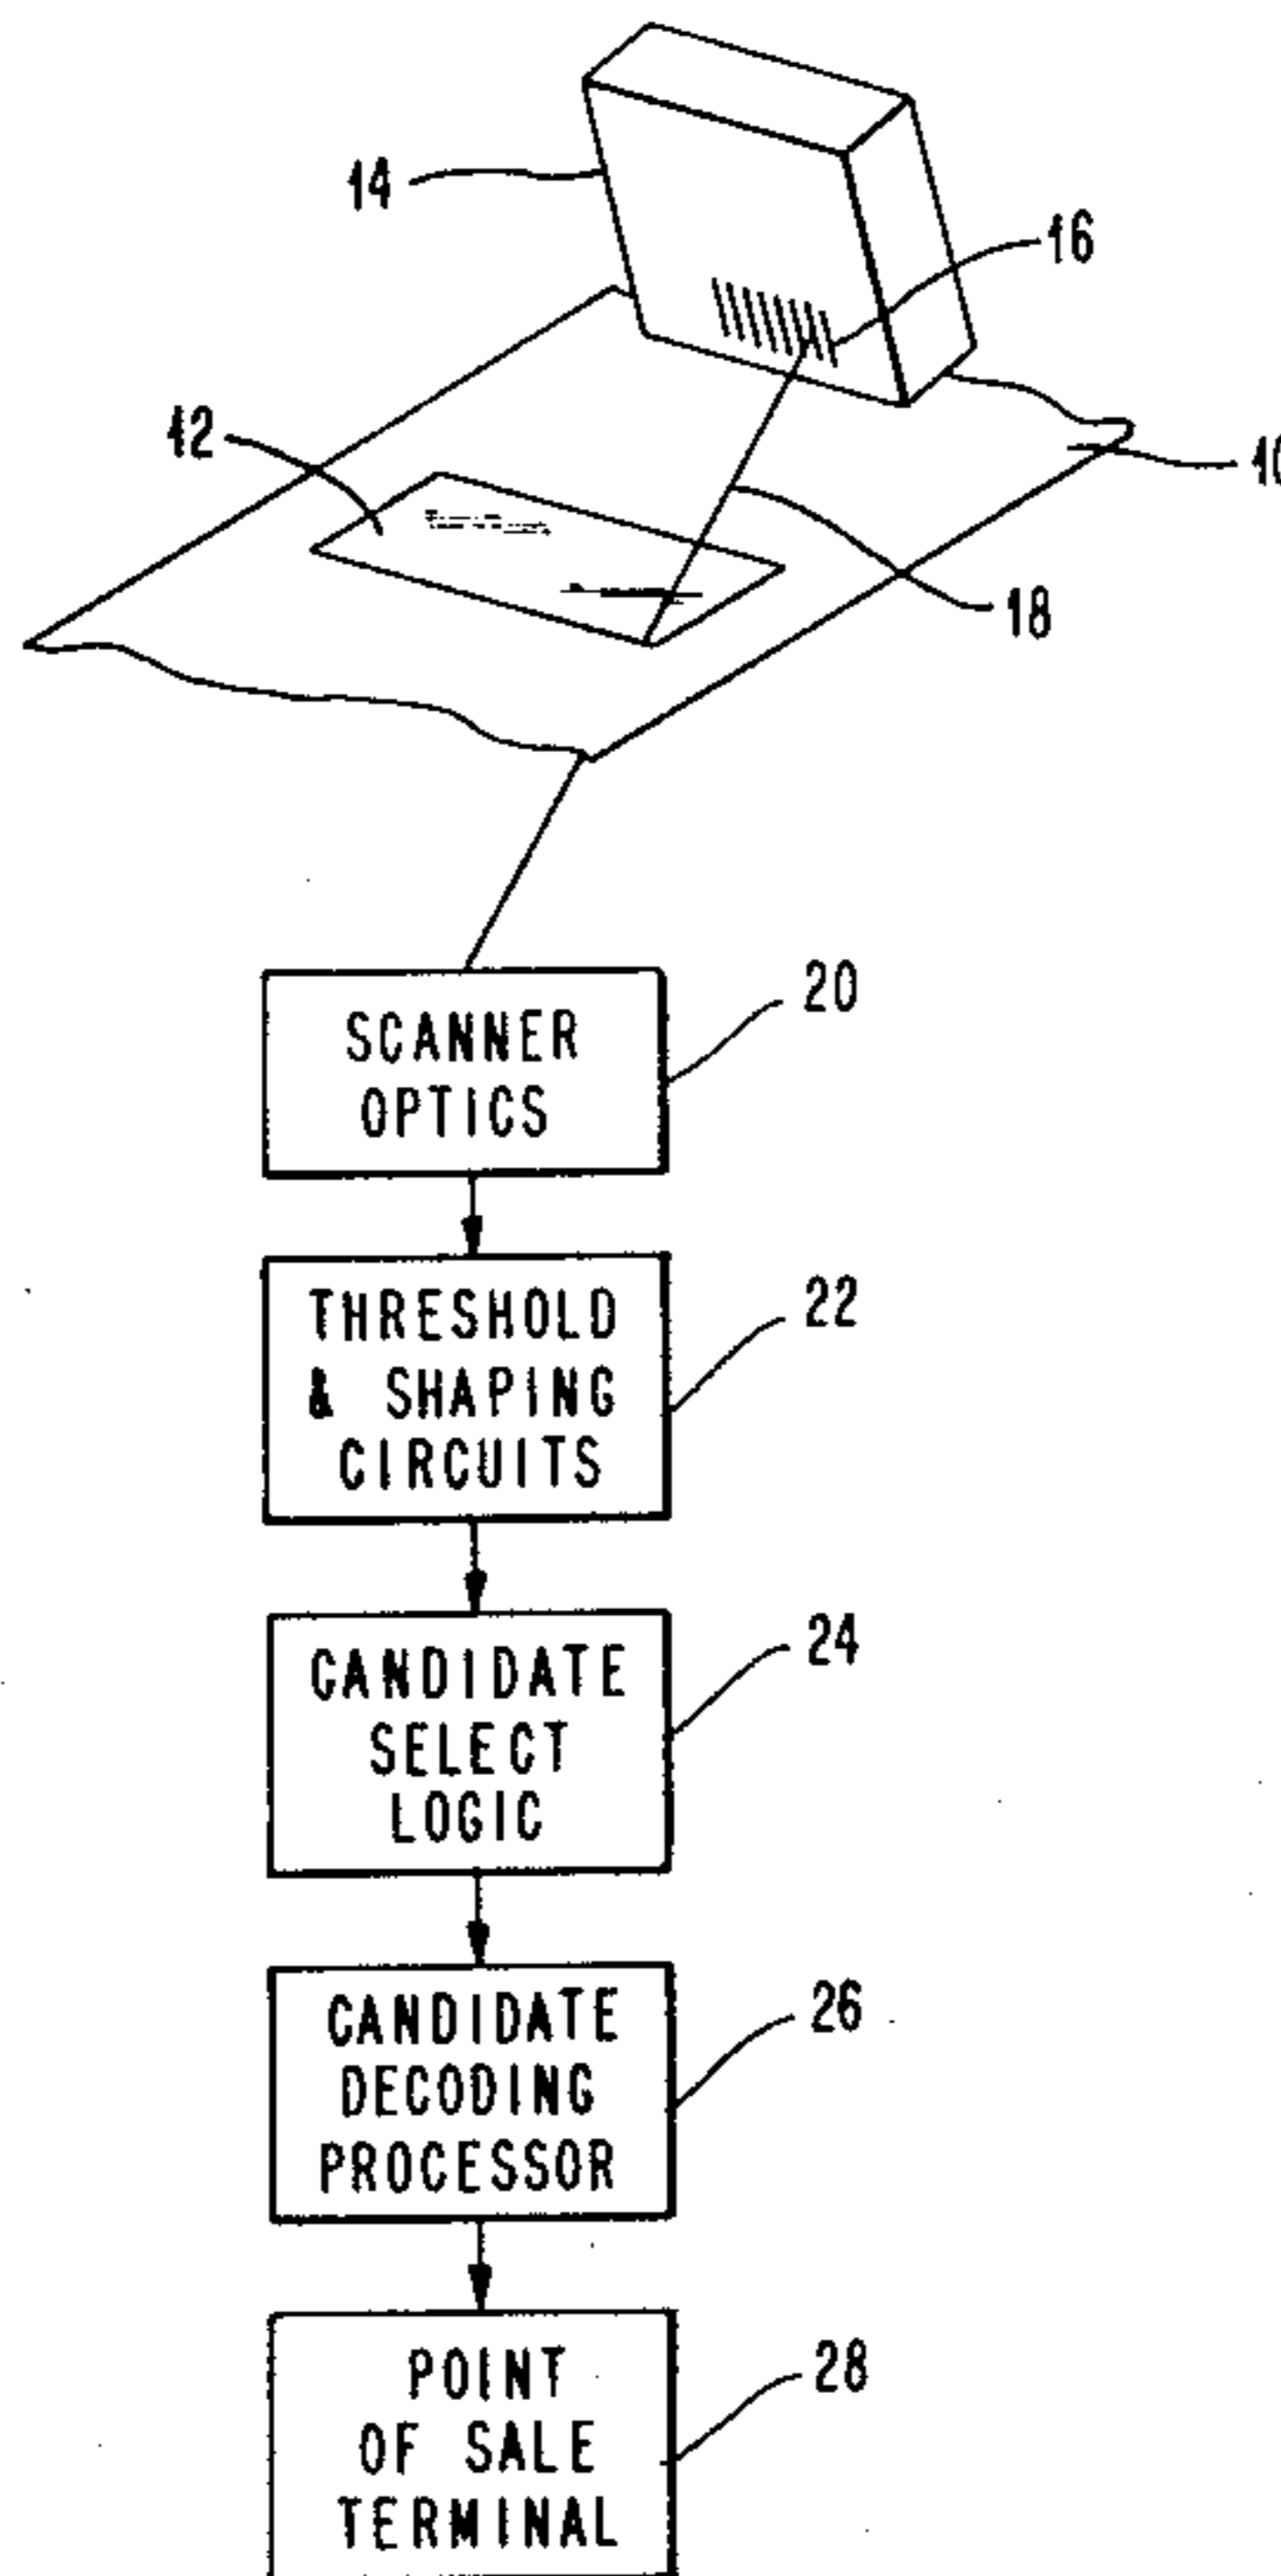 14
16
12
10
18
20
SCANNER
OPTICS
22
THRESHOLD
& SHAPING
CIRCUITS
24
CANDIDATE
SELECT
LOGIC
26
CANDIDATE
DECODING
PROCESSOR
28
POINT
OF SALE
TERMINAL